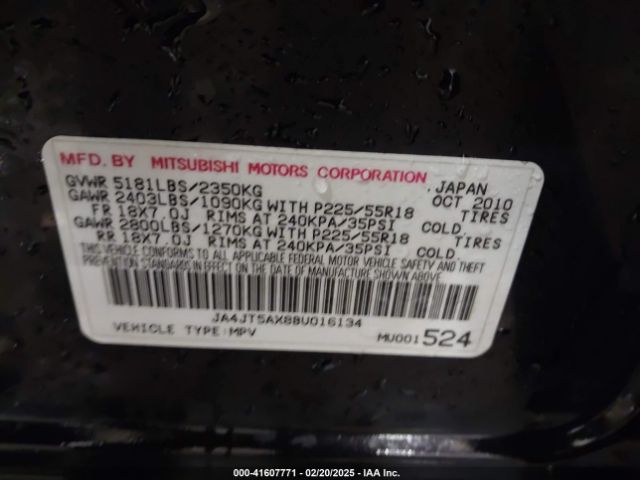 MFD. BY MITSUBISHI MOTORS CORPORATION
GVWR 5181LBS/2350KG JAPAN OCT 2010
GAWR 2403LBS/1090KG WITH P225/55R18 TIRES
FR 18X7.0J RIMS AT 240KPA/35PSI COLD.
GAWR 2800LBS/1270KG WITH P225/55R18 TIRES
RR 18X7.0J RIMS AT 240KPA/35PSI COLD.
THIS VEHICLE CONFORMS TO ALL APPLICABLE FEDERAL MOTOR VEHICLE SAFETY AND THEFT
PREVENTION STANDARDS IN EFFECT ON THE DATE OF MANUFACTURE SHOWN ABOVE.
JA4JT5AX8BU016134
VEHICLE TYPE:MPV MU001524
000-41607771 - 02/20/2025 - IAA Inc.